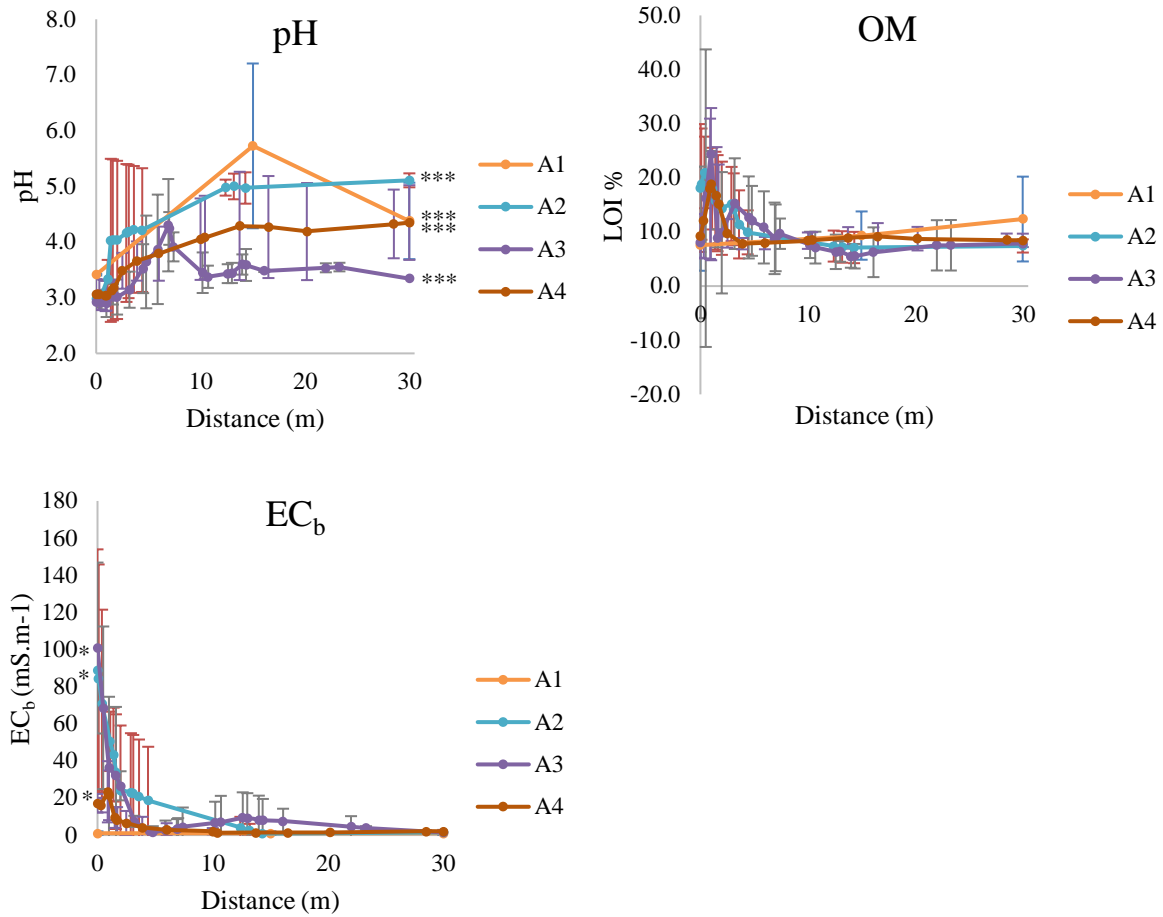 pH
8.0
7.0
6.0
5.0
4.0
3.0
2.0
pH
0
10
20
30
Distance (m)
***
***
***
***
A1
A2
A3
A4
OM
50.0
40.0
30.0
20.0
10.0
0.0
-10.0
-20.0
LOI %
0
10
20
30
Distance (m)
A1
A2
A3
A4
EC_b
180
160
140
120
100
80
60
40
20
0
EC_b (mS.m-1)
*
*
*
0
10
20
30
Distance (m)
A1
A2
A3
A4